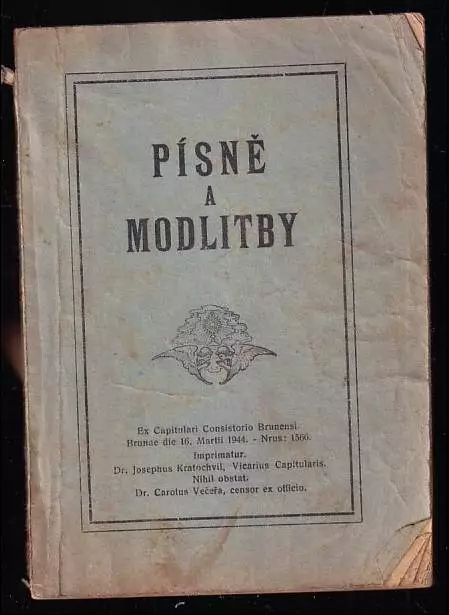 PÍSNĚ
A
MODLITBY
Ex Capitulari Consistorio Brunensi.
Brunae die 16. Martii 1944. - Nrus: 1560.
Imprimatur.
Dr. Josephus Kratochvil, Vicarius Capitularis.
Nihil obstat.
Dr. Carolus Večeřa, censor ex officio.